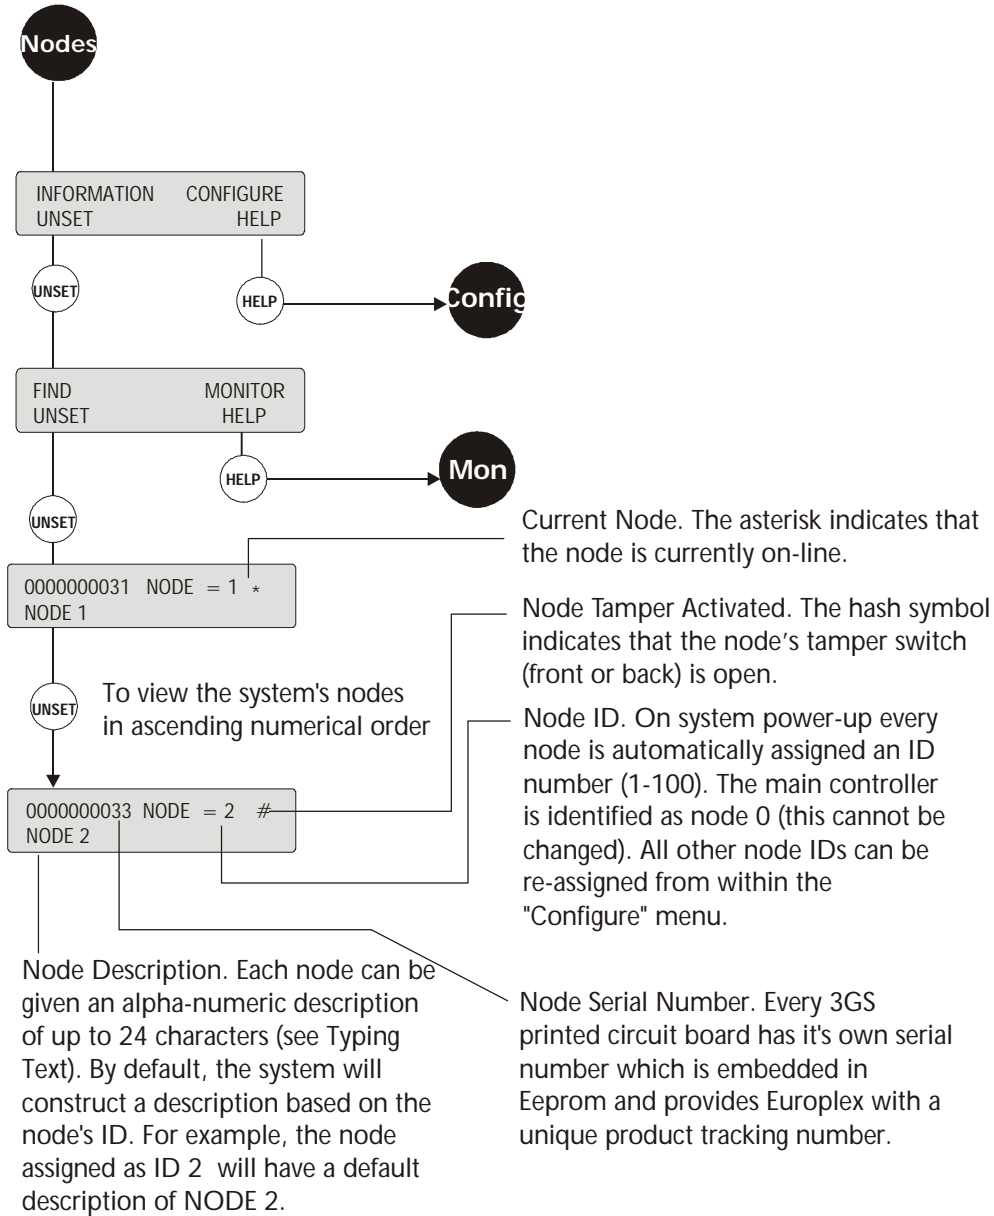 Nodes
INFORMATION CONFIGURE
UNSET HELP
UNSET
HELP
Config
FIND MONITOR
UNSET HELP
HELP
Mon
UNSET
Current Node. The asterisk indicates that
the node is currently on-line.
0000000031 NODE = 1 *
NODE 1
Node Tamper Activated. The hash symbol
indicates that the node's tamper switch
(front or back) is open.
UNSET
To view the system's nodes
in ascending numerical order
Node ID. On system power-up every
node is automatically assigned an ID
number (1-100). The main controller
is identified as node 0 (this cannot be
changed). All other node IDs can be
re-assigned from within the
"Configure" menu.
0000000033 NODE = 2 #
NODE 2
Node Description. Each node can be
given an alpha-numeric description
of up to 24 characters (see Typing
Text). By default, the system will
construct a description based on the
node's ID. For example, the node
assigned as ID 2 will have a default
description of NODE 2.
Node Serial Number. Every 3GS
printed circuit board has it's own serial
number which is embedded in
Eeprom and provides Europlex with a
unique product tracking number.